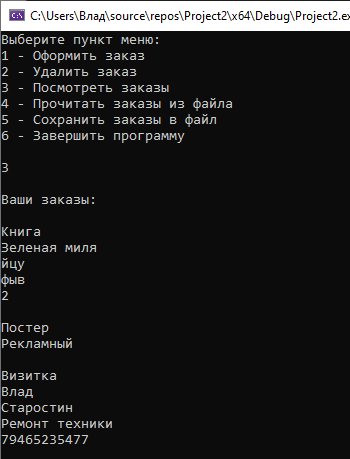 C:\Users\Влад\source\repos\Project2\x64\Debug\Project2.ex
Выберите пункт меню:
1 - Оформить заказ
2 - Удалить заказ
3 - Посмотреть заказы
4 - Прочитать заказы из файла
5 - Сохранить заказы в файл
6 - Завершить программу
3
Ваши заказы:
Книга
Зеленая миля
йцу
фыв
2
Постер
Рекламный
Визитка
Влад
Старостин
Ремонт техники
79465235477